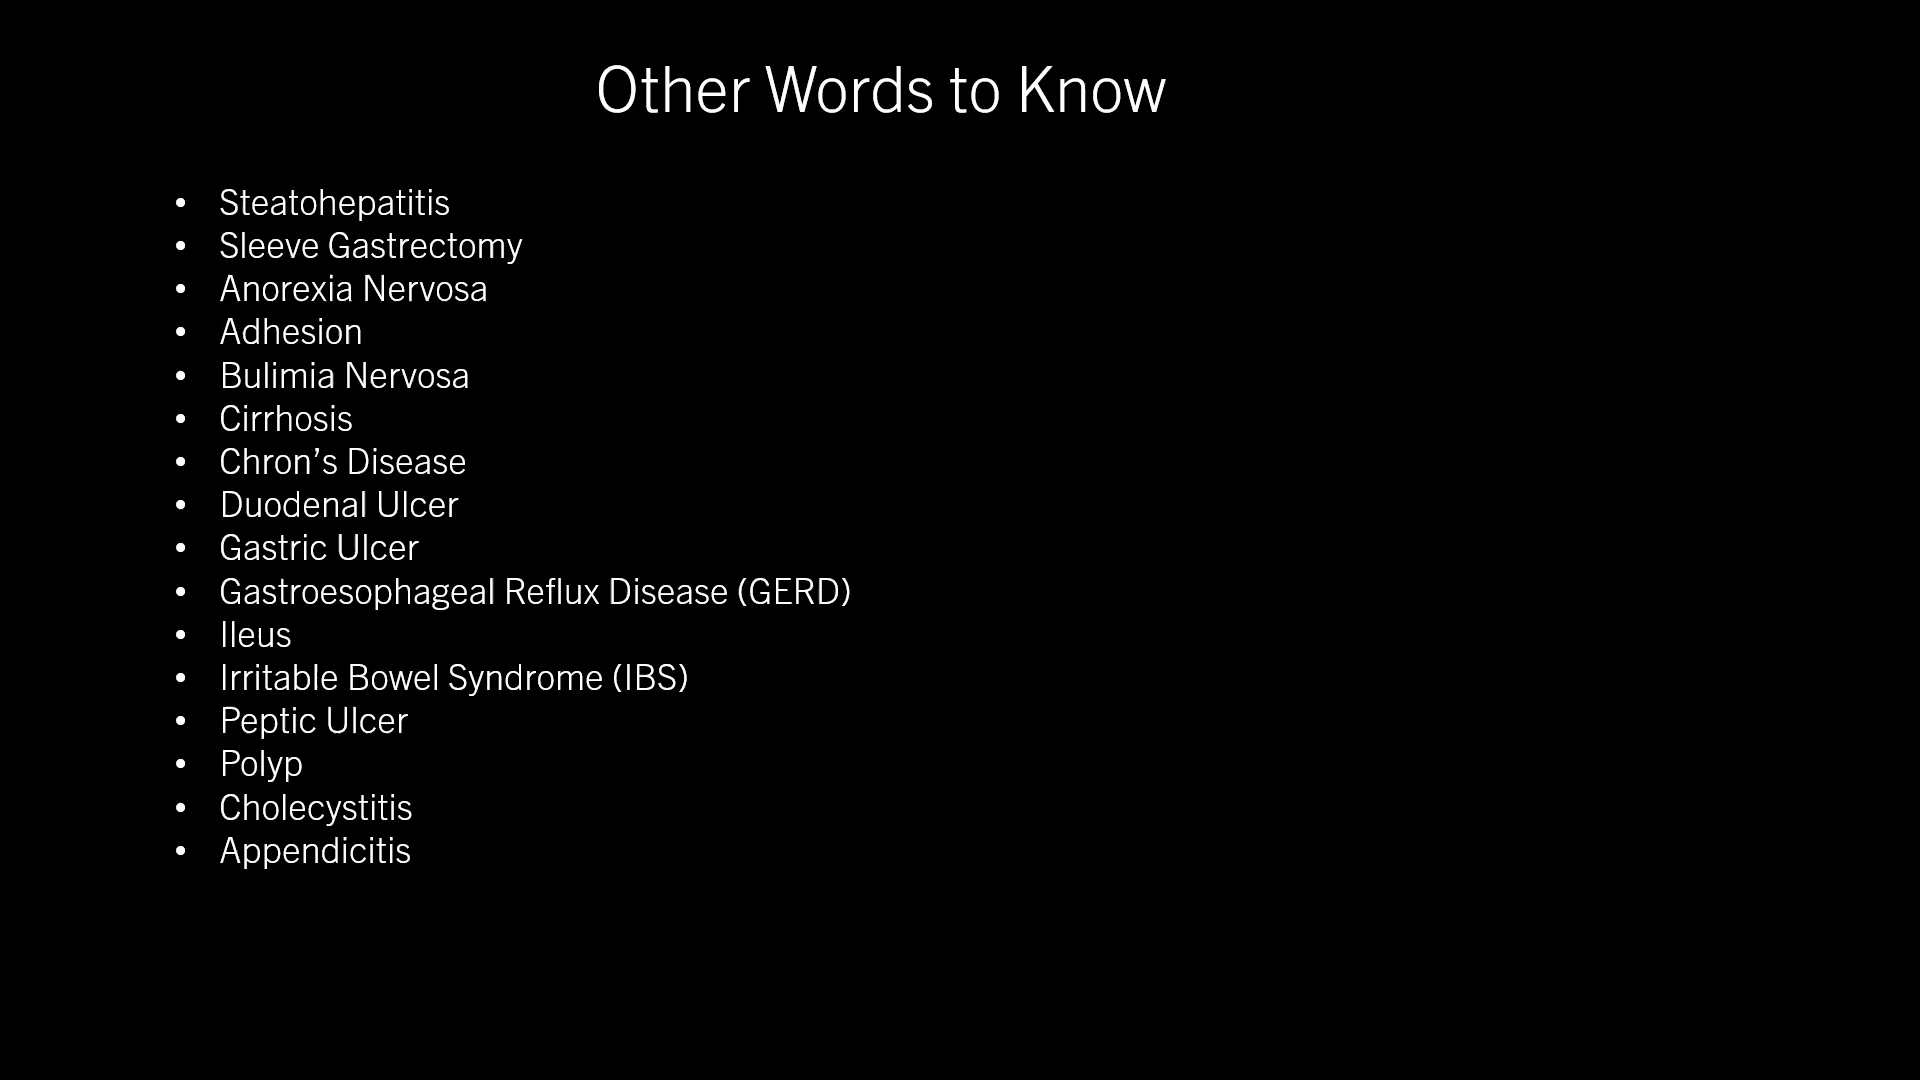 Other Words to Know
• Steatohepatitis
• Sleeve Gastrectomy
• Anorexia Nervosa
• Adhesion
• Bulimia Nervosa
• Cirrhosis
• Chron’s Disease
• Duodenal Ulcer
• Gastric Ulcer
• Gastroesophageal Reflux Disease (GERD)
• Ileus
• Irritable Bowel Syndrome (IBS)
• Peptic Ulcer
• Polyp
• Cholecystitis
• Appendicitis